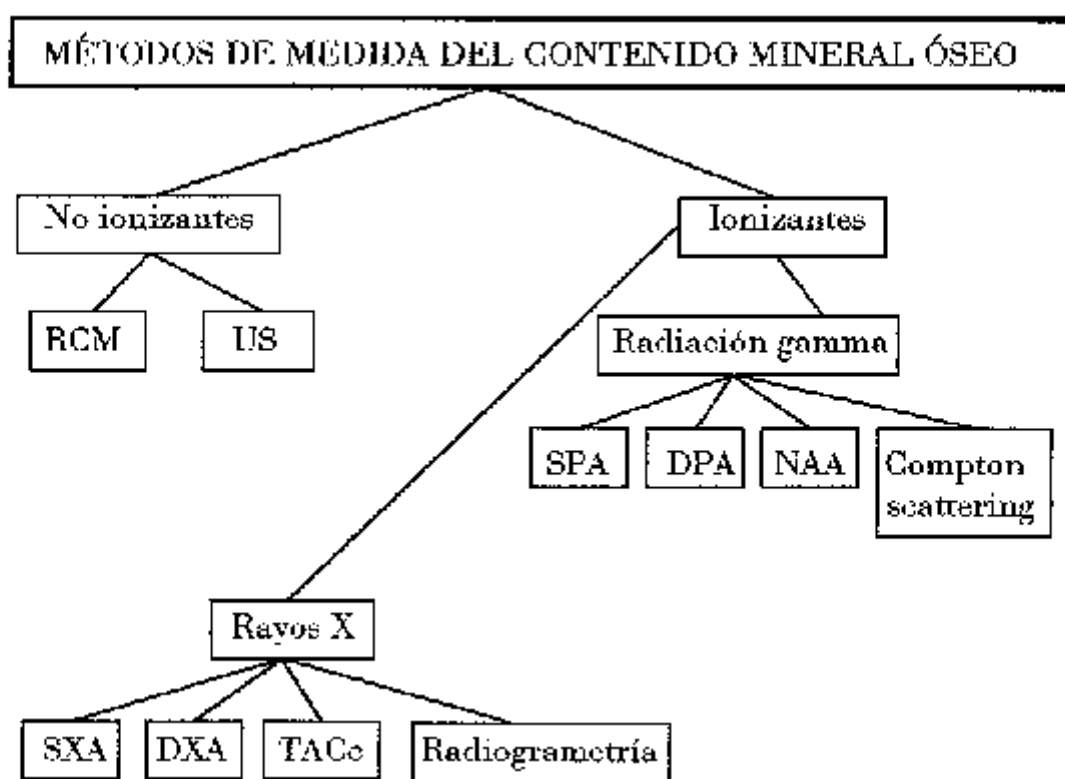 MÉTODOS DE MEDIDA DEL CONTENIDO MINERAL ÓSEO
No ionizantes
Ionizantes
RCM
US
Radiación gamma
SPA
DPA
NAA
Compton
scattering
Rayos X
SXA
DXA
TACc
Radiogrametría